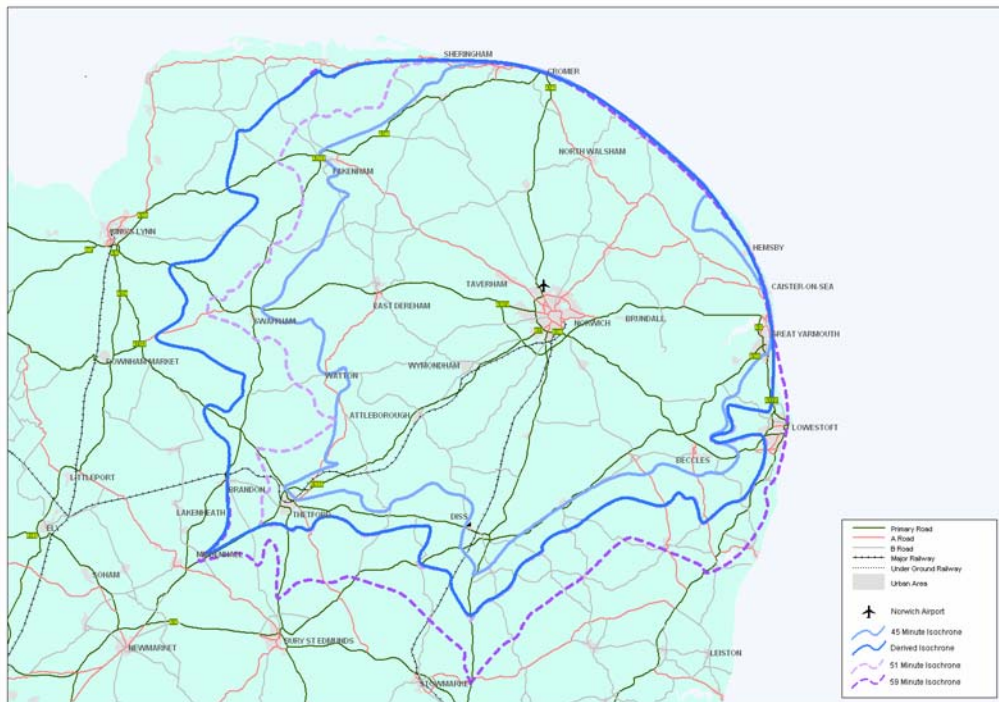 SHERINGHAM
CROMER
NORTH WALSHAM
FAKENHAM
KINGS LYNN
HEMSBY
CAISTER-ON-SEA
TAVERHAM
EAST DEREHAM
SWAFFHAM
NORWICH
BRUNDALL
GREAT YARMOUTH
DOWNHAM MARKET
WYMONDHAM
WATTON
ATTLEBOROUGH
LOWESTOFT
BECCLES
LITTLEPORT
BRANDON
LAKENHEATH
THETFORD
DISS
ELY
MILDENHALL
SOHAM
BURY ST EDMUNDS
NEWMARKET
LEISTON
STOWMARKET
Primary Road
A Road
B Road
Major Railway
Under Ground Railway
Urban Area
Norwich Airport
45 Minute Isochrone
Derived Isochrone
51 Minute Isochrone
59 Minute Isochrone